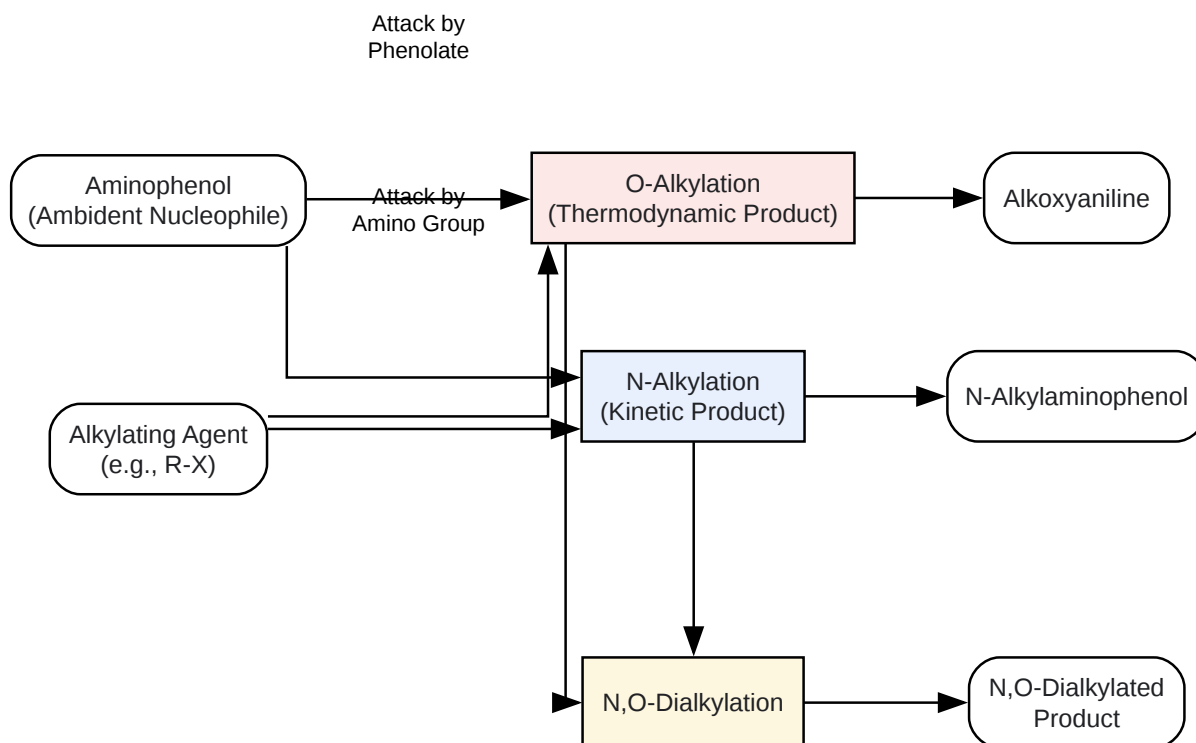 Attack by
Phenolate
Aminophenol
(Ambident Nucleophile)
Attack by
Amino Group
O-Alkylation
(Thermodynamic Product)
Alkoxyaniline
Alkylating Agent
(e.g., R-X)
N-Alkylation
(Kinetic Product)
N-Alkylaminophenol
N,O-Dialkylation
N,O-Dialkylated
Product